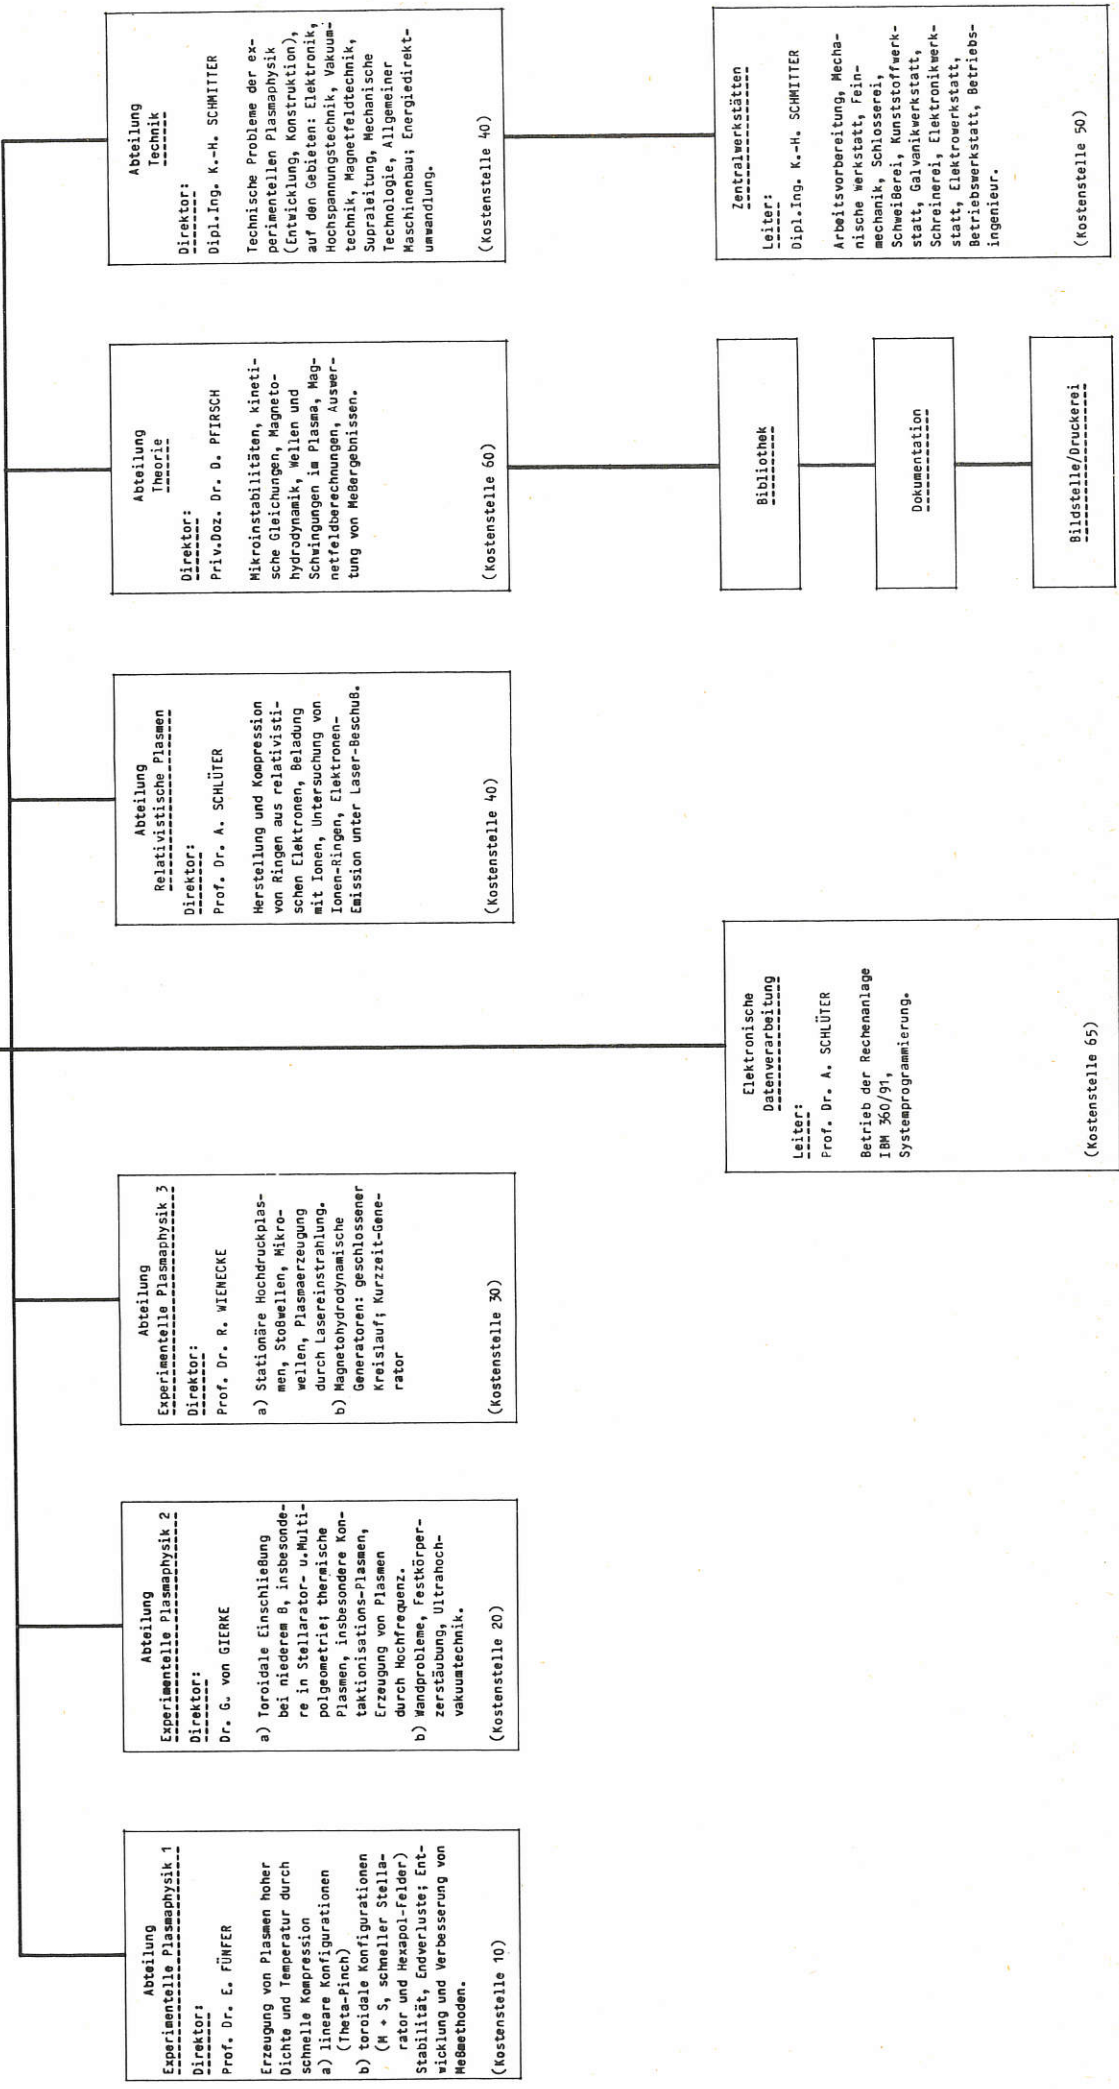 Abteilung
Experimentelle Plasmaphysik 1
Direktor:
Prof. Dr. E. FÜNFER
Erzeugung von Plasmen hoher
Dichte und Temperatur durch
schnelle Kompression
a) lineare Konfigurationen
(Theta-Pinch)
b) toroidale Konfigurationen
(M + S, schneller Stella-
rator und Hexapol-Felder)
Stabilität, Endverluste; Ent-
wicklung und Verbesserung von
Meßmethoden.
(Kostenstelle 10)
Abteilung
Experimentelle Plasmaphysik 2
Direktor:
Dr. G. von GIERKE
a) Toroidale Einschließung
bei niederem B, insbesonde-
re in Stellarator- u.Multi-
polgeometrie; thermische
Plasmen, insbesondere Kon-
taktionisations-Plasmen,
Erzeugung von Plasmen
durch Hochfrequenz.
b) Wandprobleme, Festkörper-
zerstäubung, Ultrahoch-
vakuumtechnik.
(Kostenstelle 20)
Abteilung
Experimentelle Plasmaphysik 3
Direktor:
Prof. Dr. R. WIENECKE
a) Stationäre Hochdruckplas-
men, Stoßwellen, Mikro-
wellen, Plasmaerzeugung
durch Lasereinstrahlung.
b) Magnetohydrodynamische
Generatoren: geschlossener
Kreislauf; Kurzzeit-Gene-
rator
(Kostenstelle 30)
Elektronische
Datenverarbeitung
Leiter:
Prof. Dr. A. SCHLÜTER
Betrieb der Rechenanlage
IBM 360/91,
Systemprogrammierung.
(Kostenstelle 65)
Abteilung
Relativistische Plasmen
Direktor:
Prof. Dr. A. SCHLÜTER
Herstellung und Kompression
von Ringen aus relativisti-
schen Elektronen, Beladung
mit Ionen, Untersuchung von
Ionen-Ringen, Elektronen-
Emission unter Laser-Beschuß.
(Kostenstelle 40)
Abteilung
Theorie
Direktor:
Priv.Doz. Dr. D. PFIRSCH
Mikroinstabilitäten, kineti-
sche Gleichungen, Magneto-
hydrodynamik, Wellen und
Schwingungen im Plasma, Mag-
netfeldberechnungen, Auswer-
tung von Meßergebnissen.
(Kostenstelle 60)
Bibliothek
Dokumentation
Bildstelle/Druckerei
Abteilung
Technik
Direktor:
Dipl.Ing. K.-H. SCHMITTER
Technische Probleme der ex-
perimentellen Plasmaphysik
(Entwicklung, Konstruktion),
auf den Gebieten: Elektronik,
Hochspannungstechnik, Vakuum-
technik, Magnetfeldtechnik,
Supraleitung, Mechanische
Technologie, Allgemeiner
Maschinenbau; Energiedirekt-
umwandlung.
(Kostenstelle 40)
Zentralwerkstätten
Leiter:
Dipl.Ing. K.-H. SCHMITTER
Arbeitsvorbereitung, Mecha-
nische Werkstatt, Fein-
mechanik, Schlosserei,
Schweißerei, Kunststoffwerk-
statt, Galvanikwerkstatt,
Schreinerei, Elektronikwerk-
statt, Elektrowerkstatt,
Betriebswerkstatt, Betriebs-
ingenieur.
(Kostenstelle 50)